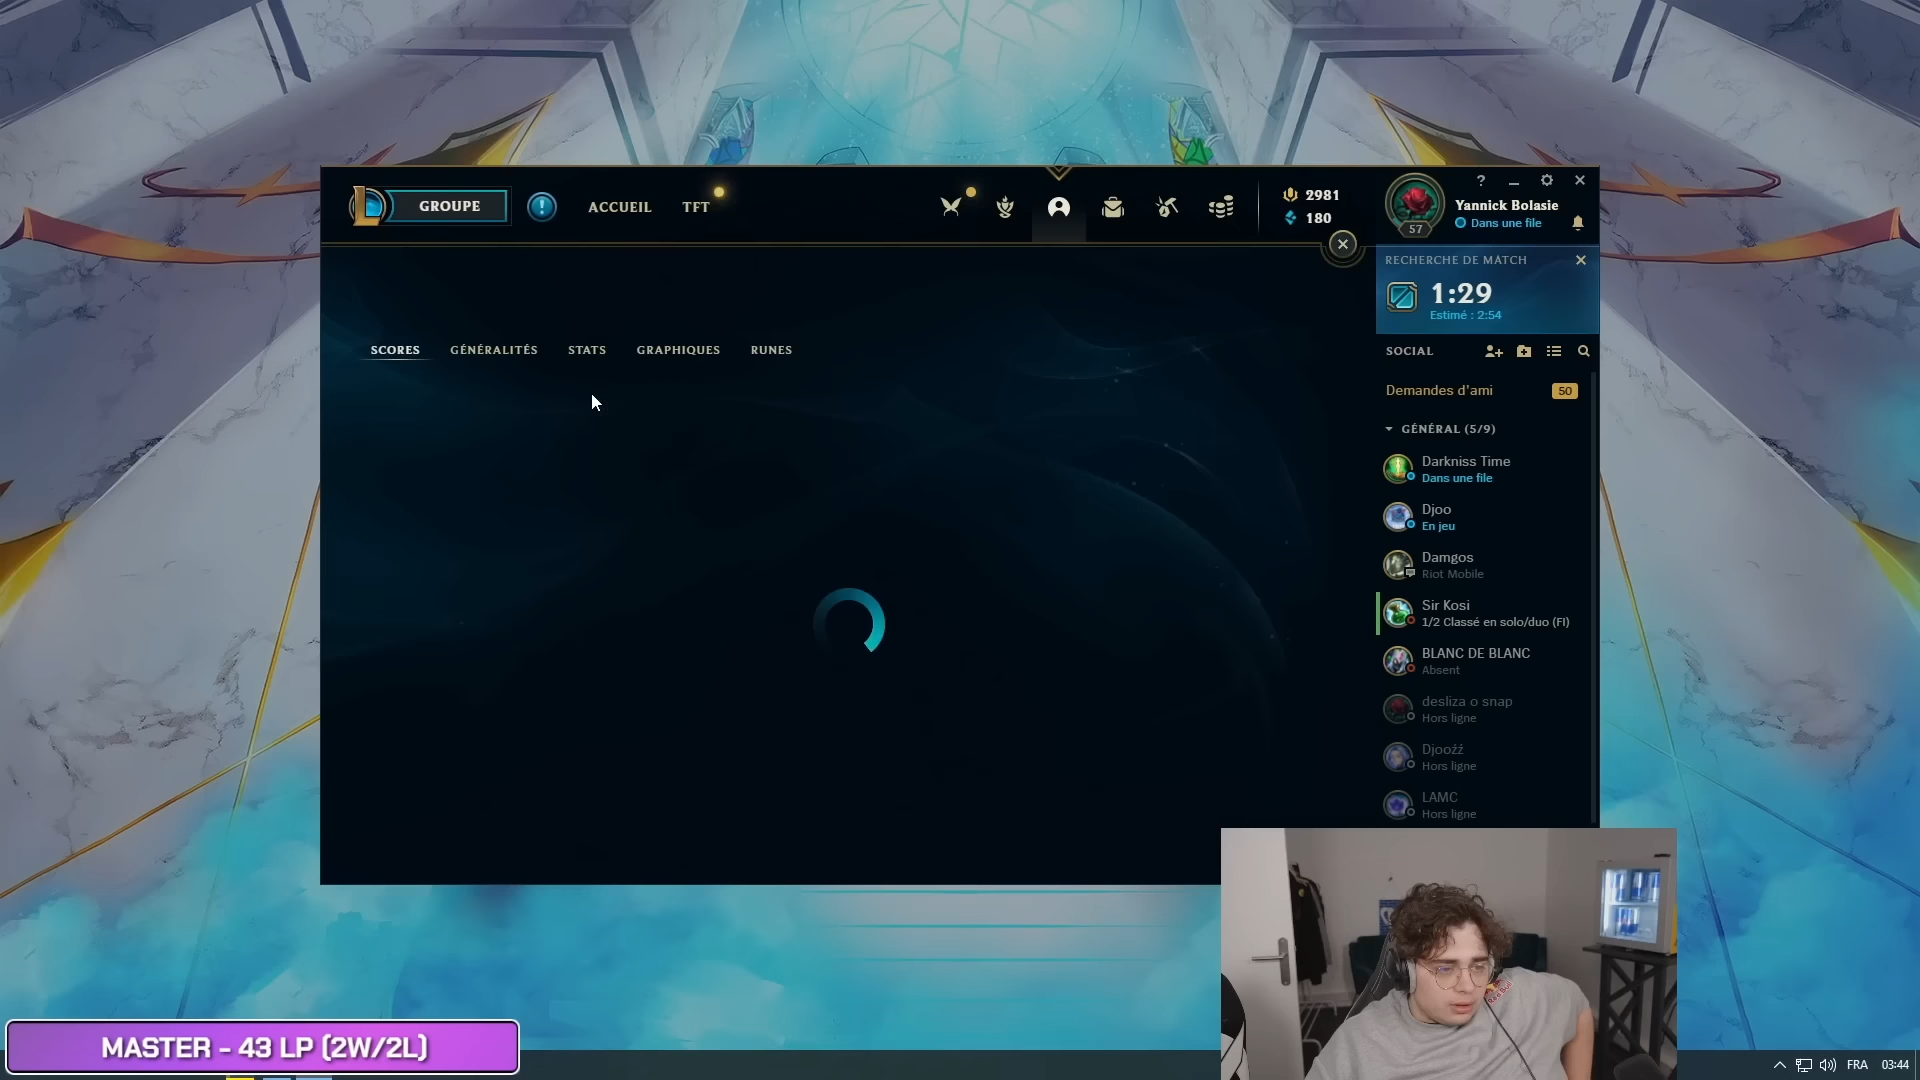 GROUPE
!
ACCUEIL
TFT
2981
180
57
?
Yannick Bolasie
Dans une file
RECHERCHE DE MATCH
1:29
Estimé : 2:54
SCORES
GÉNÉRALITÉS
STATS
GRAPHIQUES
RUNES
SOCIAL
Demandes d'ami
50
GÉNÉRAL (5/9)
Darkniss Time
Dans une file
Djoo
En jeu
Damgos
Riot Mobile
Sir Kosi
1/2 Classé en solo/duo (FI)
BLANC DE BLANC
Absent
desliza o snap
Hors ligne
Djooźź
Hors ligne
LAMC
Hors ligne
Red Bull
MASTER - 43 LP (2W/2L)
FRA
03:44